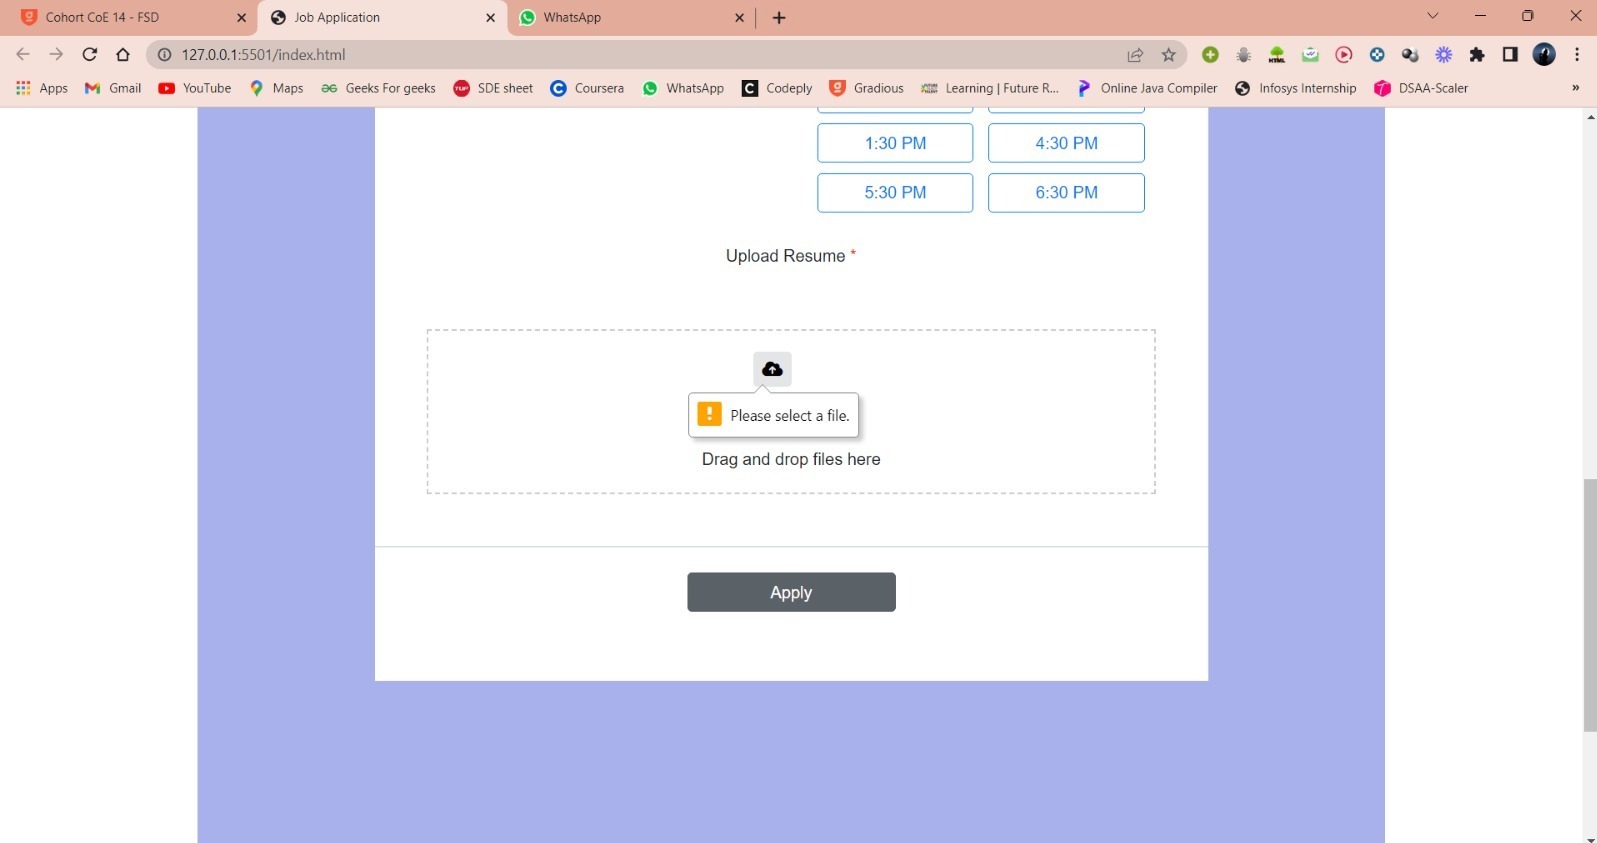 Cohort CoE 14 - FSD
Job Application
WhatsApp
127.0.0.1:5501/index.html
Apps
Gmail
YouTube
Maps
Geeks For geeks
SDE sheet
Coursera
WhatsApp
Codeply
Gradious
Learning | Future R...
Online Java Compiler
Infosys Internship
DSAA-Scaler
»
1:30 PM 4:30 PM
5:30 PM 6:30 PM
Upload Resume *
! Please select a file.
Drag and drop files here
Apply